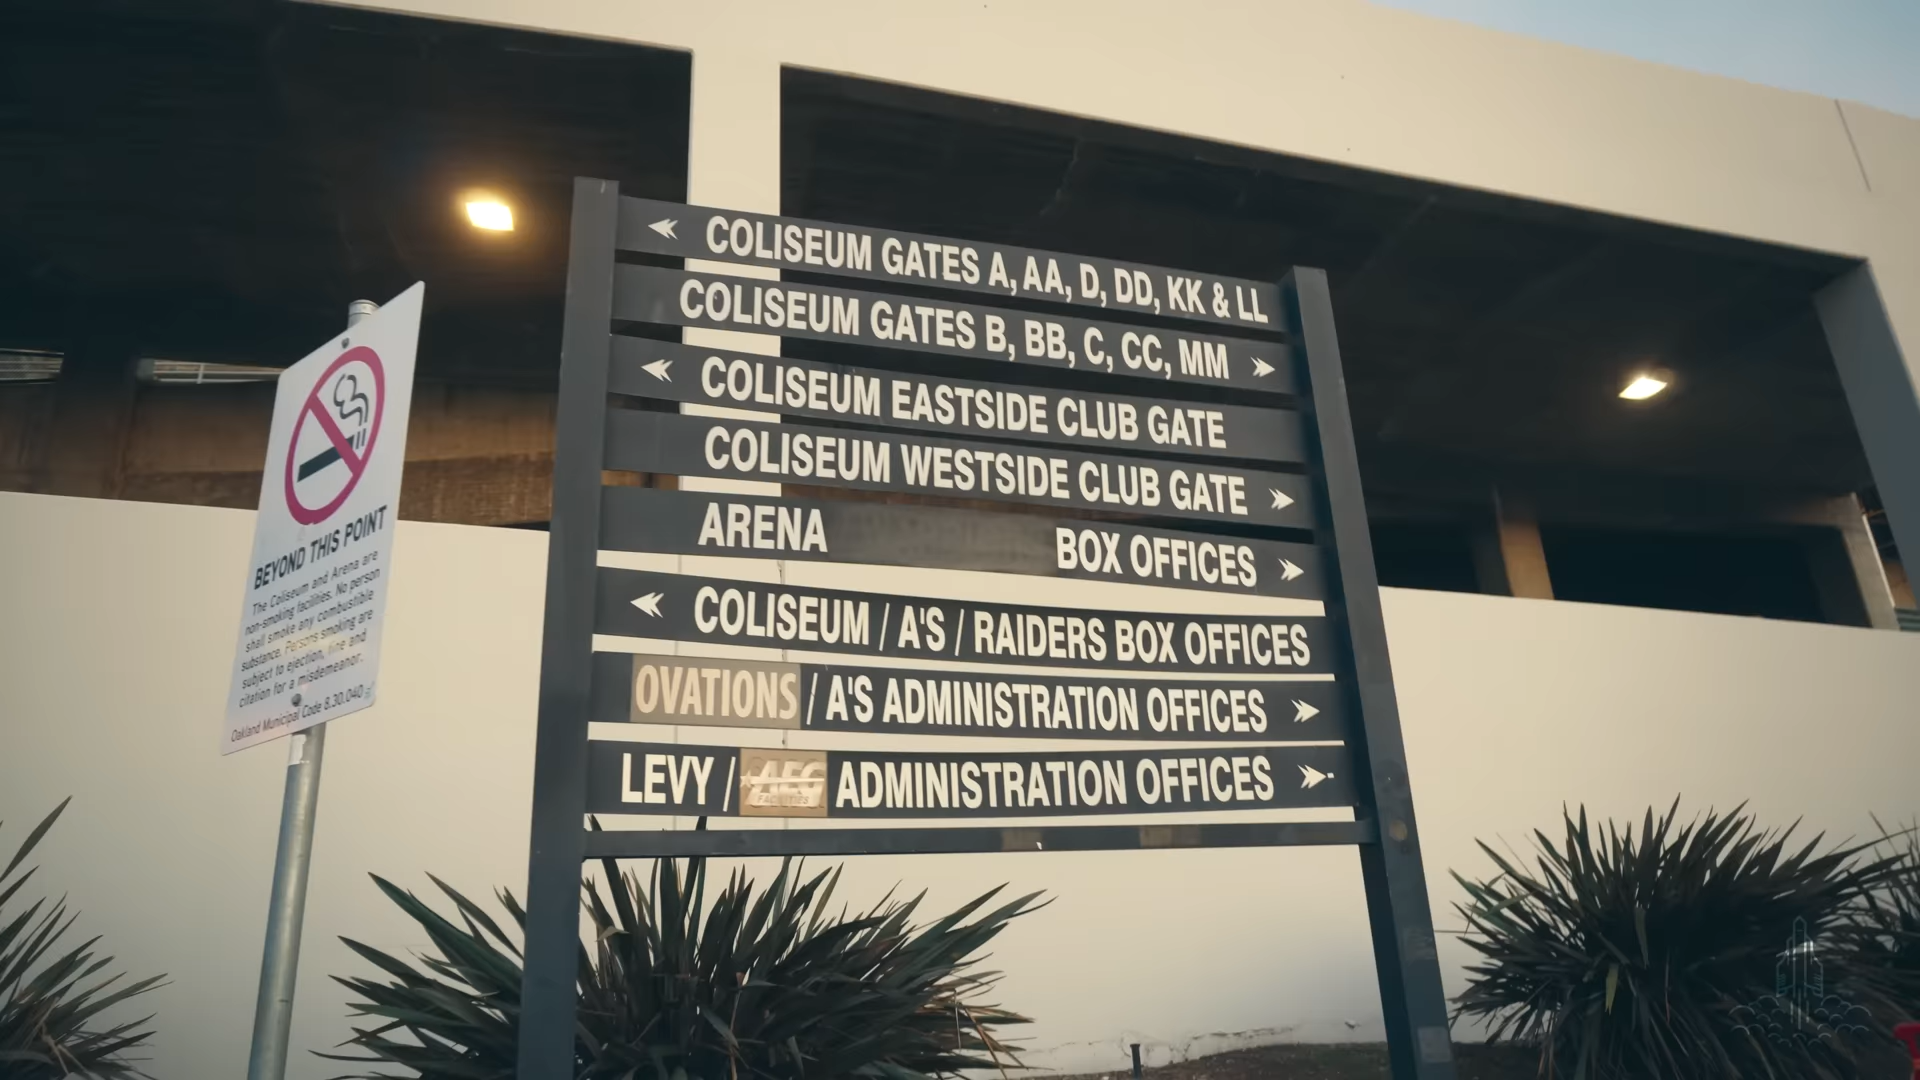 COLISEUM GATES A, AA, D, DD, KK & LL
COLISEUM GATES B, BB, C, CC, MM
COLISEUM EASTSIDE CLUB GATE
COLISEUM WESTSIDE CLUB GATE
ARENA BOX OFFICES
COLISEUM / A'S / RAIDERS BOX OFFICES
OVATIONS / A'S ADMINISTRATION OFFICES
LEVY / AEG FACILITIES ADMINISTRATION OFFICES
BEYOND THIS POINT
The Coliseum and Arena are
non-smoking facilities. No person
shall smoke any combustible
substance. Persons smoking are
subject to ejection, fine and
citation for a misdemeanor.
Oakland Municipal Code 8.30.040